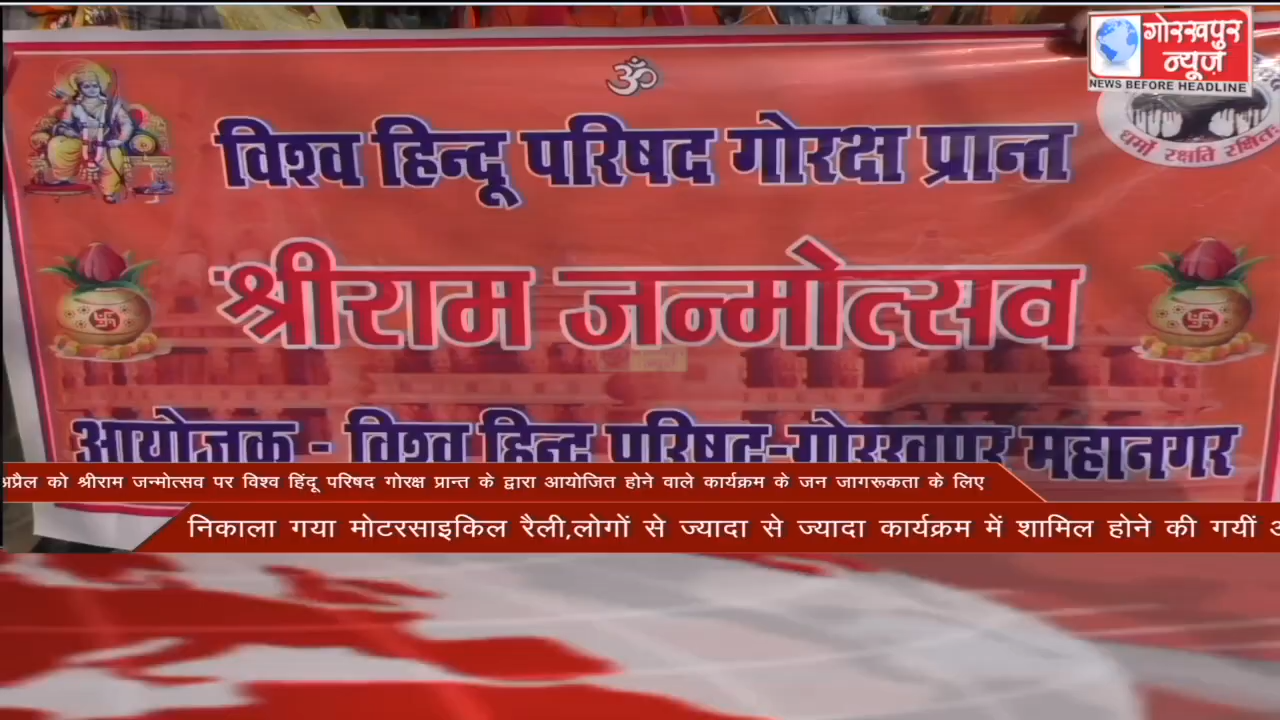 गोरखपुर
न्यूज़
NEWS BEFORE HEADLINE
ॐ
धर्मो रक्षति रक्षितः
विश्व हिन्दू परिषद गोरक्ष प्रान्त
श्रीराम जन्मोत्सव
आयोजक - विश्व हिन्दू परिषद-गोरखपुर महानगर
अप्रैल को श्रीराम जन्मोत्सव पर विश्व हिंदू परिषद गोरक्ष प्रान्त के द्वारा आयोजित होने वाले कार्यक्रम के जन जागरूकता के लिए
निकाला गया मोटरसाइकिल रैली,लोगों से ज्यादा से ज्यादा कार्यक्रम में शामिल होने की गयीं